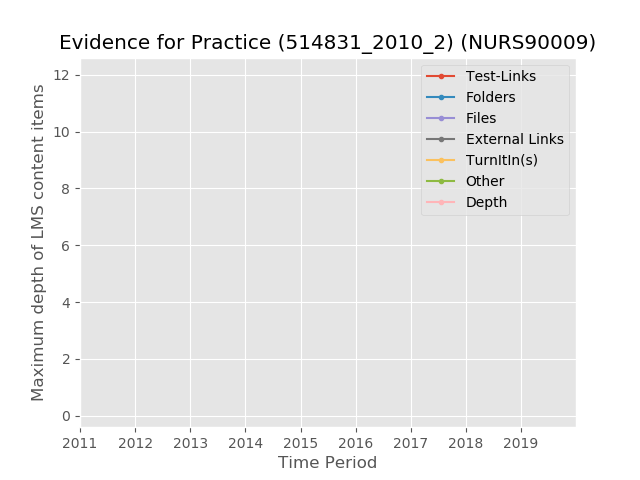 Evidence for Practice (514831_2010_2) (NURS90009)
Maximum depth of LMS content items
12
10
8
6
4
2
0
Test-Links
Folders
Files
External Links
TurnItIn(s)
Other
Depth
2011 2012 2013 2014 2015 2016 2017 2018 2019
Time Period